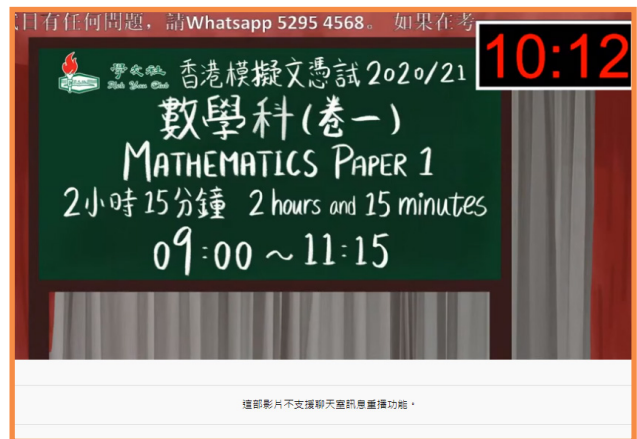 日有任何問題，請Whatsapp 5295 4568。 如果在考
10:12
學友社 香港模擬文憑試2020/21
Hok Yau Club
數學科(卷一)
MATHEMATICS PAPER 1
2小時15分鐘 2 hours and 15 minutes
09:00 ~ 11:15
這部影片不支援聊天室訊息重播功能。